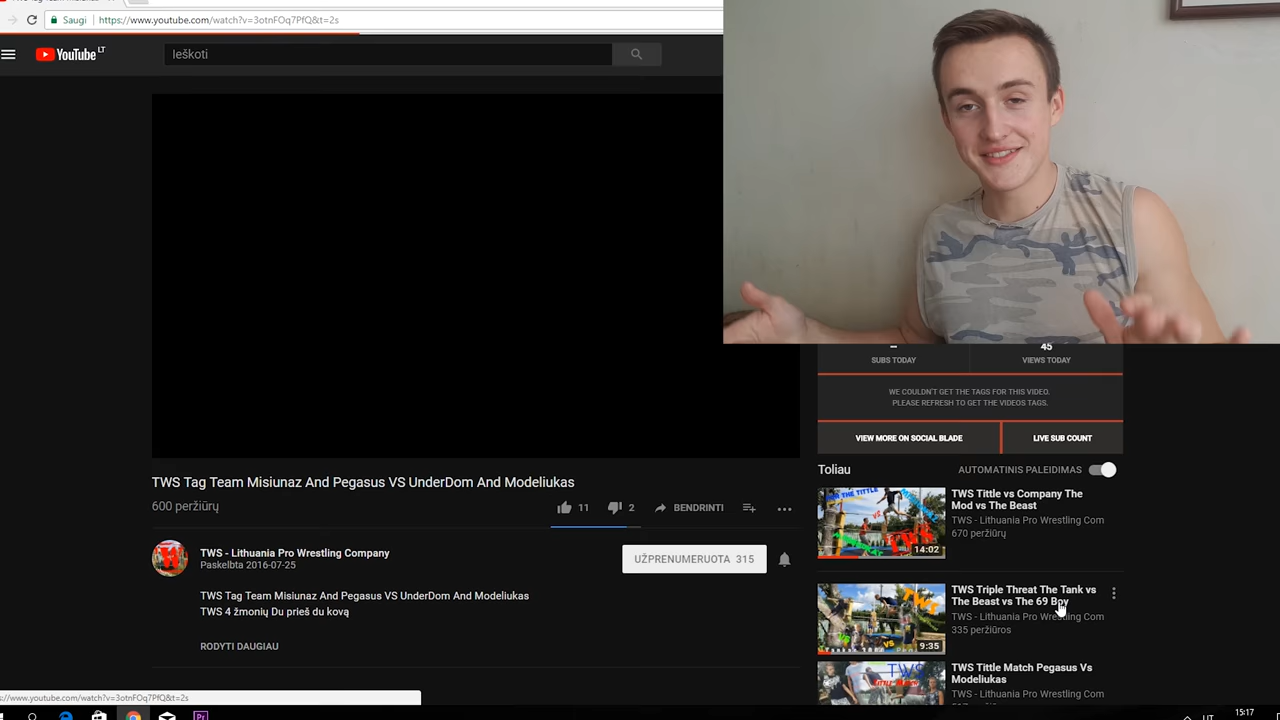 Saugi
https://www.youtube.com/watch?v=3otnFOq7PfQ&t=2s
YouTube LT
Ieškoti
SUBS TODAY
45
VIEWS TODAY
WE COULDN'T GET THE TAGS FOR THIS VIDEO.
PLEASE REFRESH TO GET THE VIDEOS TAGS.
VIEW MORE ON SOCIAL BLADE
LIVE SUB COUNT
TWS Tag Team Misiunaz And Pegasus VS UnderDom And Modeliukas
600 peržiūrų
11
2
BENDRINTI
TWS - Lithuania Pro Wrestling Company
Paskelbta 2016-07-25
UŽPRENUMERUOTA 315
TWS Tag Team Misiunaz And Pegasus VS UnderDom And Modeliukas
TWS 4 žmonių Du prieš du kovą
RODYTI DAUGIAU
Toliau
AUTOMATINIS PALEIDIMAS
14:02
TWS Tittle vs Company The
Mod vs The Beast
TWS - Lithuania Pro Wrestling Com
670 peržiūrų
9:35
TWS Triple Threat The Tank vs
The Beast vs The 69 Boy
TWS - Lithuania Pro Wrestling Com
335 peržiūros
TWS Tittle Match Pegasus Vs
Modeliukas
TWS - Lithuania Pro Wrestling Com
s://www.youtube.com/watch?v=3otnFOq7PfQ&t=2s
Pr
15:17